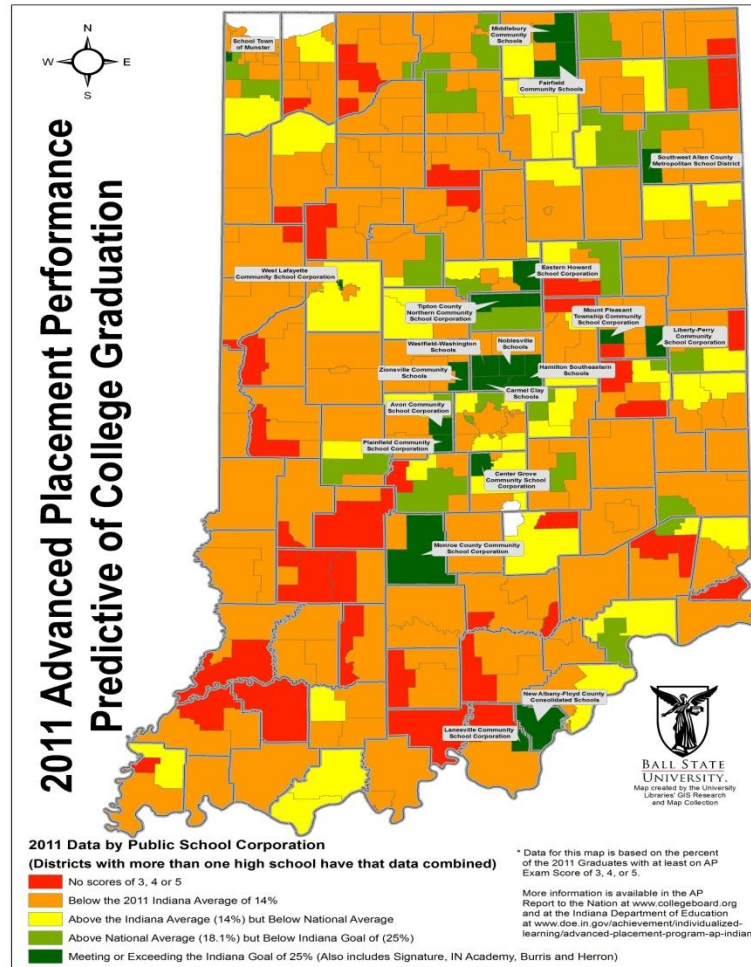 2011 Advanced Placement Performance
Predictive of College Graduation
N
W
E
S
School Town
of Munster
Middlebury
Community
Schools
Fairfield
Community Schools
Southwest Allen County
Metropolitan School District
West Lafayette
Community School Corporation
Eastern Howard
School Corporation
Tipton County
Northern Community
School Corporation
Mount Pleasant
Township Community
School Corporation
Liberty-Perry
Community
School Corporation
Westfield-Washington
Schools
Noblesville
Schools
Zionsville Community
Schools
Hamilton Southeastern
Schools
Carmel Clay
Schools
Avon Community
School Corporation
Plainfield Community
School Corporation
Center Grove
Community School
Corporation
Monroe County Community
School Corporation
New Albany-Floyd County
Consolidated Schools
Lanesville Community
School Corporation
BALL STATE
UNIVERSITY.
Map created by the University
Libraries' GIS Research
and Map Collection
2011 Data by Public School Corporation
(Districts with more than one high school have that data combined)
No scores of 3, 4 or 5
Below the 2011 Indiana Average of 14%
Above the Indiana Average (14%) but Below National Average
Above National Average (18.1%) but Below Indiana Goal of (25%)
Meeting or Exceeding the Indiana Goal of 25% (Also includes Signature, IN Academy, Burris and Herron)
* Data for this map is based on the percent
of the 2011 Graduates with at least on AP
Exam Score of 3, 4, or 5.
More information is available in the AP
Report to the Nation at www.collegeboard.org
and at the Indiana Department of Education
at www.doe.in.gov/achievement/individualized-
learning/advanced-placement-program-ap-indian